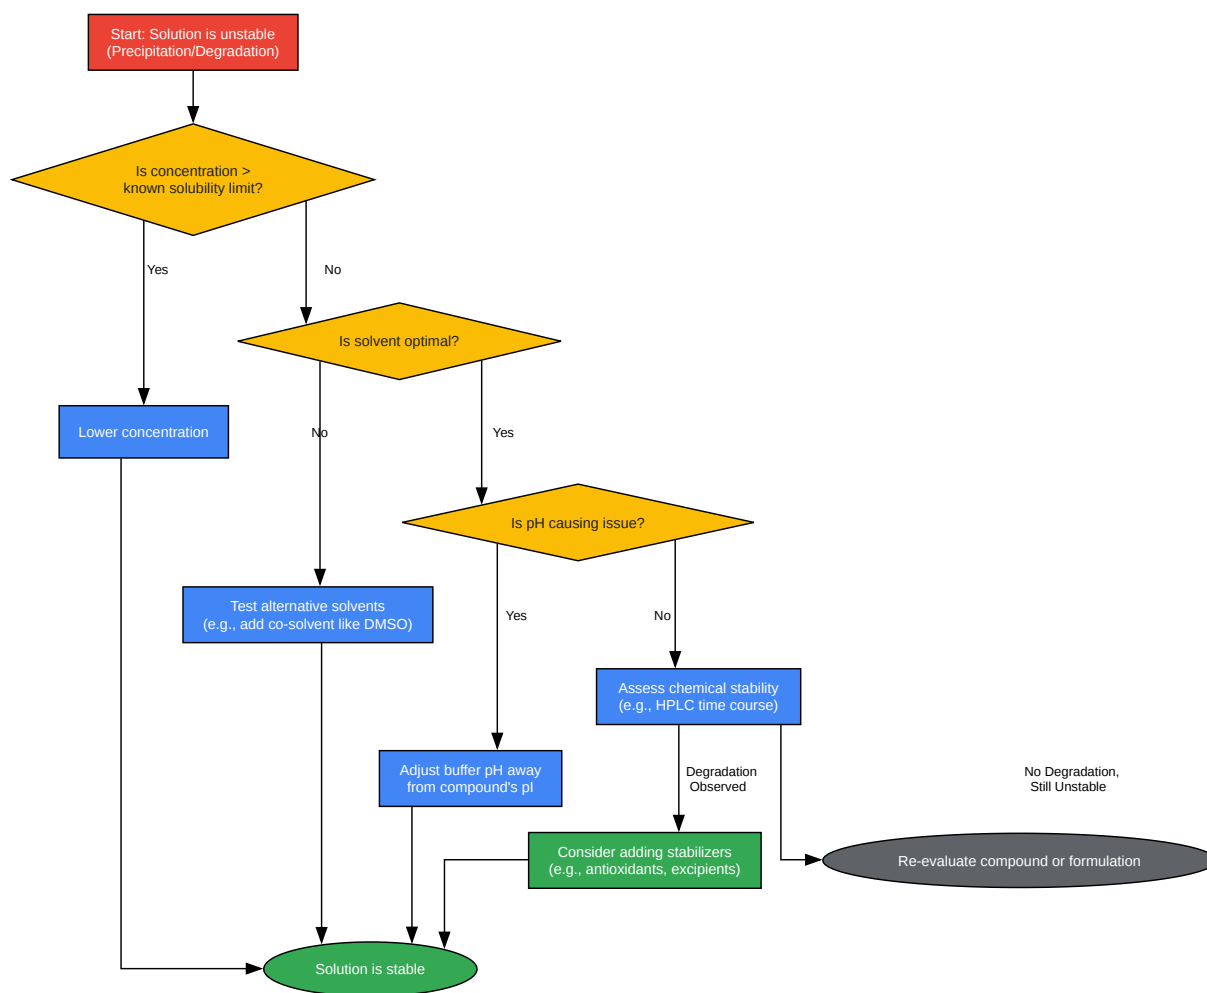 Start: Solution is unstable
(Precipitation/Degradation)
Is concentration >
known solubility limit?
Yes
No
Is solvent optimal?
Lower concentration
No
Yes
Is pH causing issue?
Test alternative solvents
(e.g., add co-solvent like DMSO)
Yes
No
Assess chemical stability
(e.g., HPLC time course)
Adjust buffer pH away
from compound's pI
Degradation
Observed
No Degradation,
Still Unstable
Consider adding stabilizers
(e.g., antioxidants, excipients)
Re-evaluate compound or formulation
Solution is stable